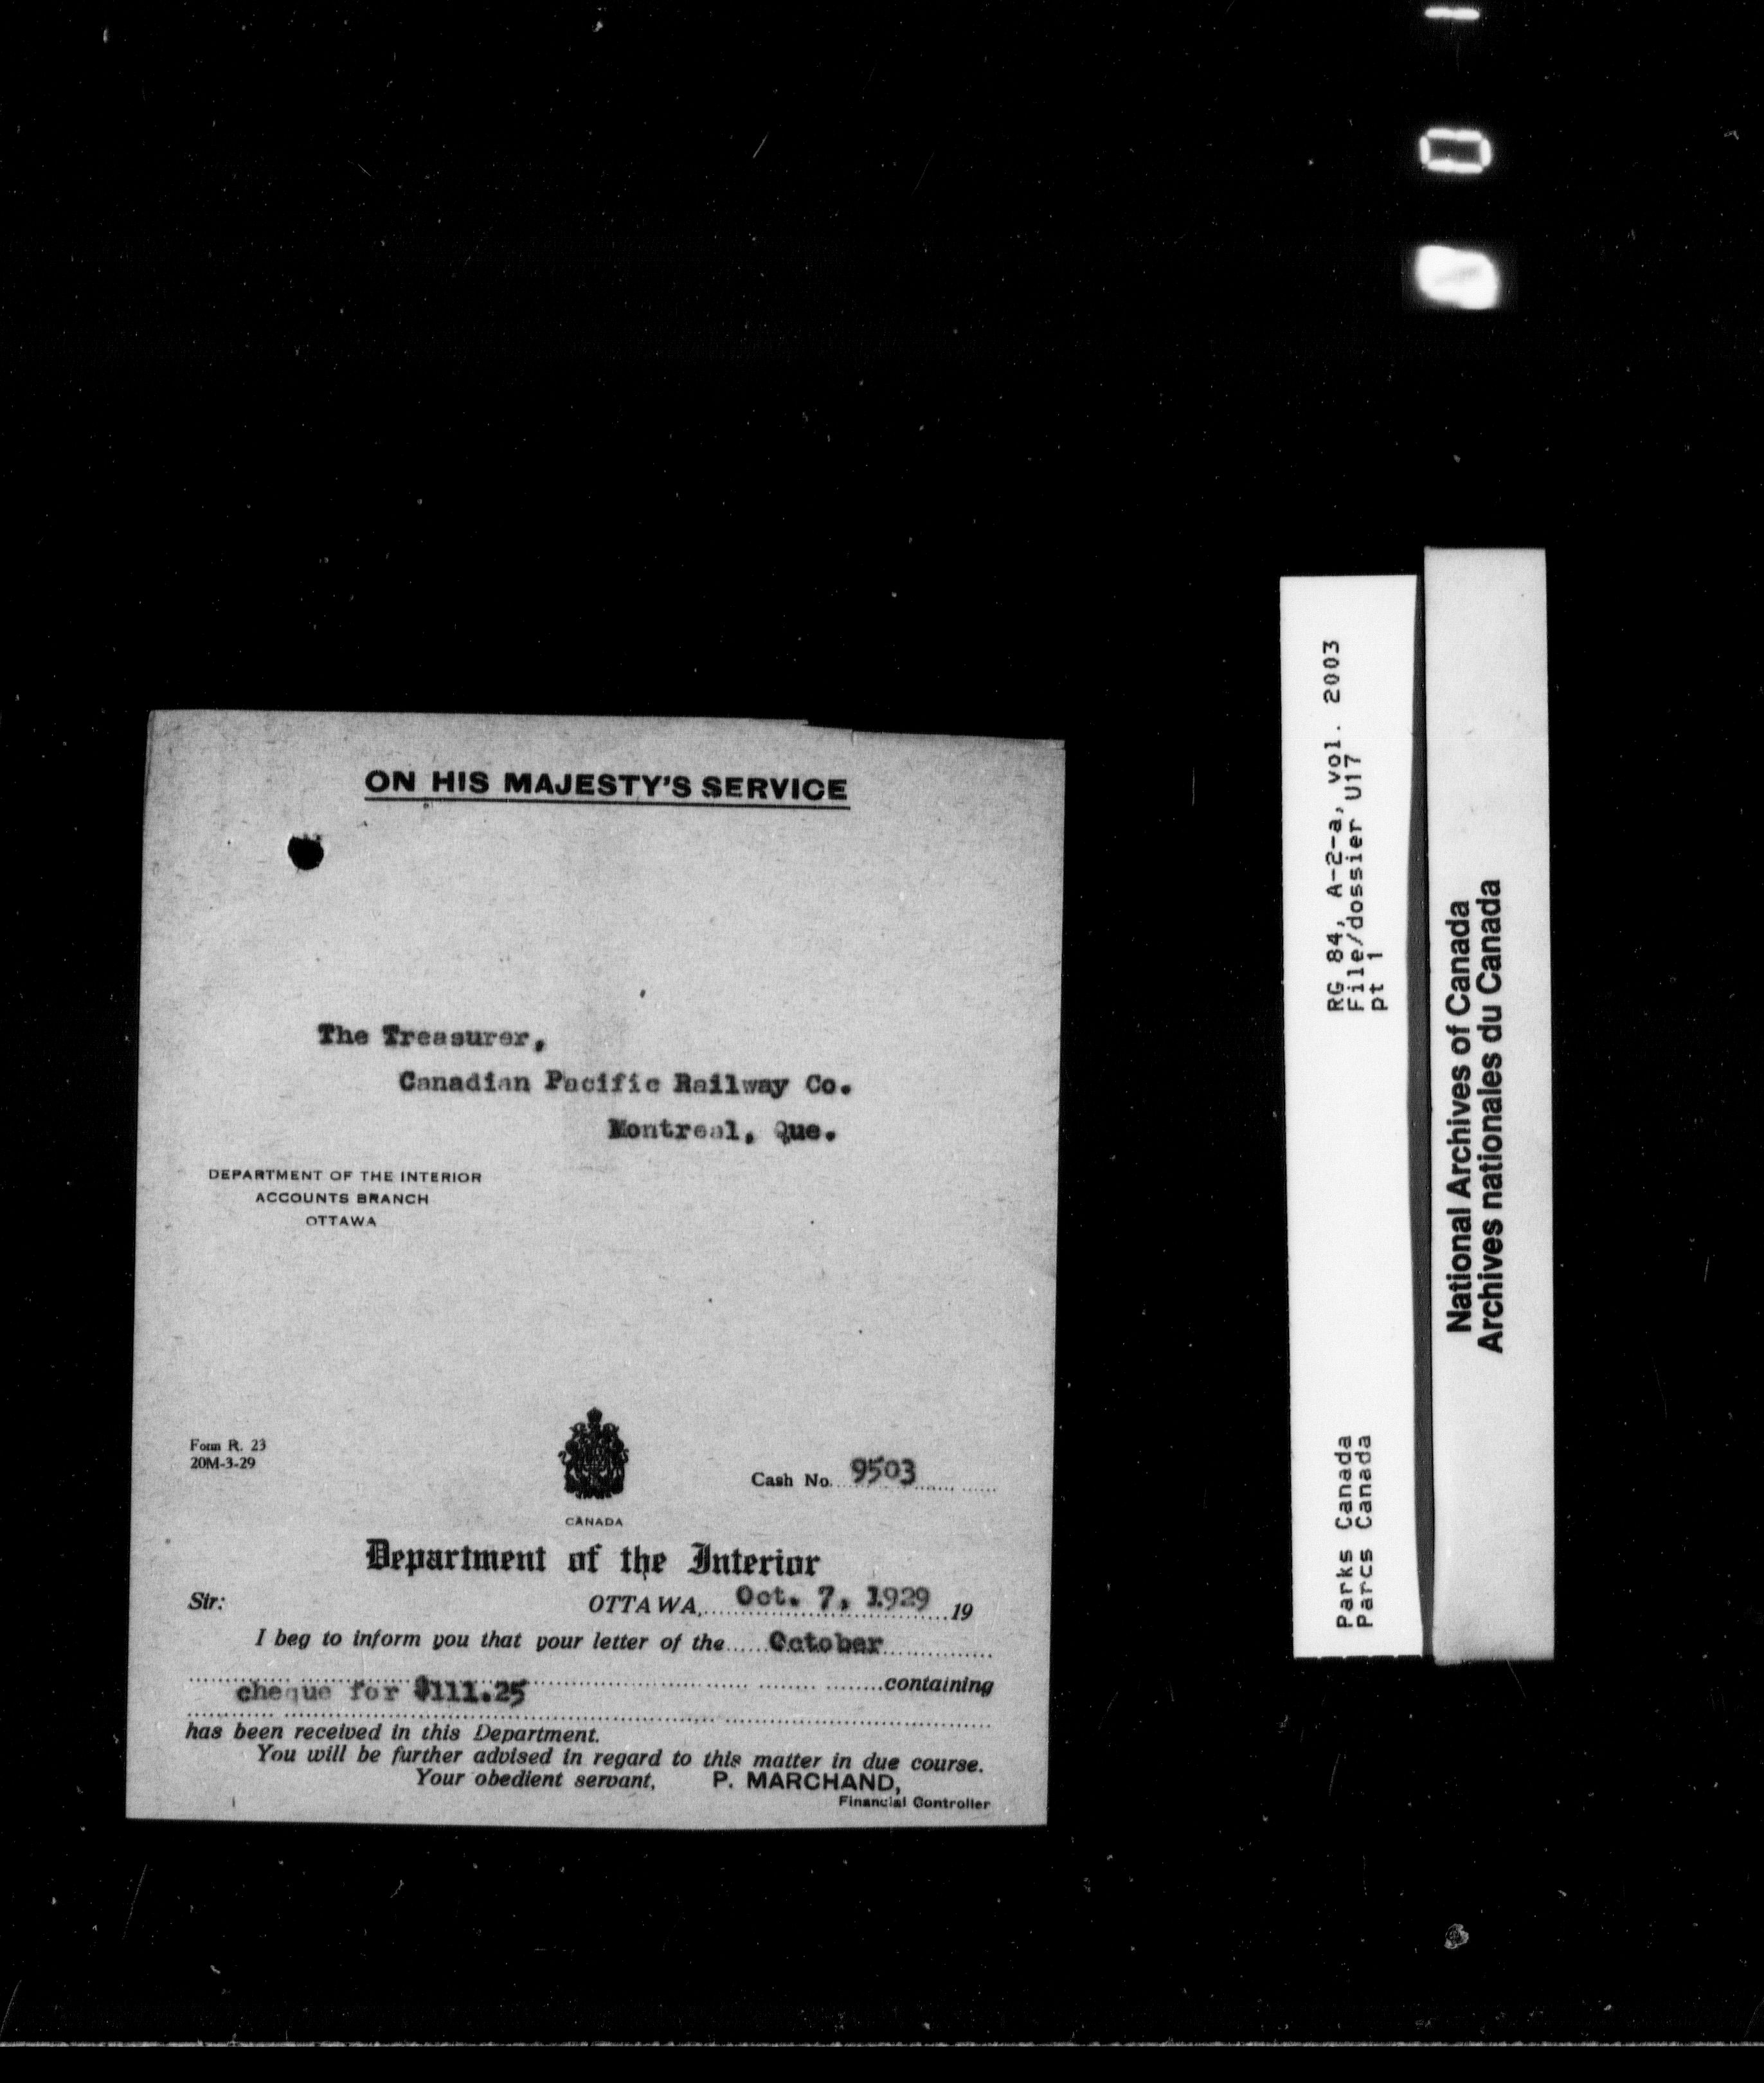 ON HIS MAJESTY'S SERVICE
The Treasurer,
Canadian Pacific Railway Co.
Montreal, Que.
DEPARTMENT OF THE INTERIOR
ACCOUNTS BRANCH
OTTAWA
Form R. 23
20M-3-29
Cash No. 9503
CANADA
Department of the Interior
Sir: OTTAWA, Oct. 7, 1929 19
I beg to inform you that your letter of the October
containing
cheque for $111.25
has been received in this Department.
You will be further advised in regard to this matter in due course.
Your obedient servant, P. MARCHAND,
Financial Controller
RG 84, A-2-a, vol. 2003
File/dossier U17
pt 1
Parks Canada
Parcs Canada
National Archives of Canada
Archives nationales du Canada